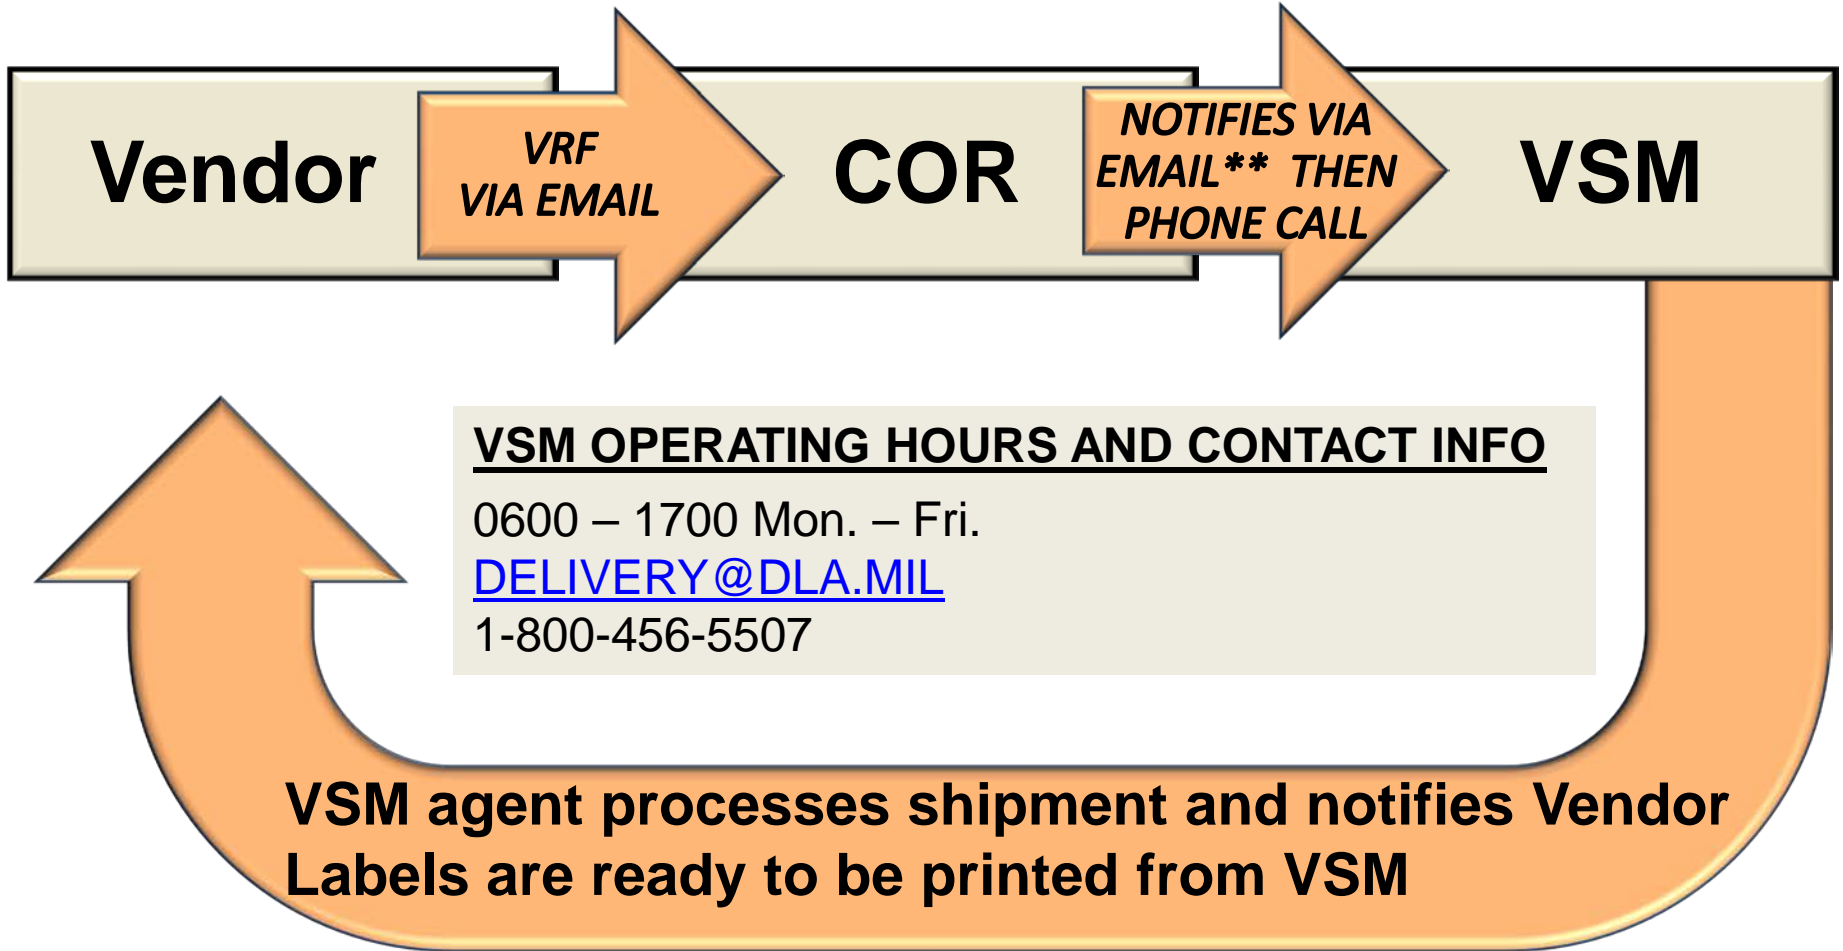 Vendor
VRF
VIA EMAIL
COR
NOTIFIES VIA
EMAIL** THEN
PHONE CALL
VSM
VSM OPERATING HOURS AND CONTACT INFO
0600 – 1700 Mon. – Fri.
DELIVERY@DLA.MIL
1-800-456-5507
VSM agent processes shipment and notifies Vendor
Labels are ready to be printed from VSM